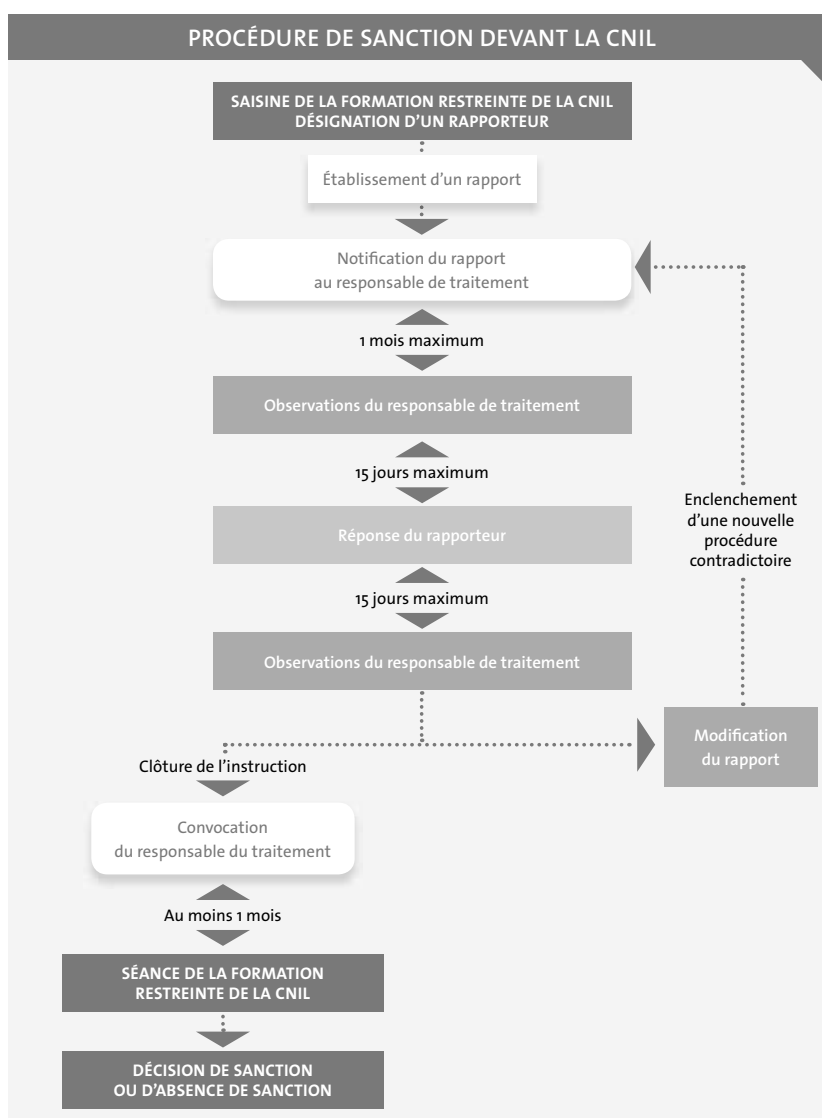 PROCÉDURE DE SANCTION DEVANT LA CNIL
SAISINE DE LA FORMATION RESTREINTE DE LA CNIL
DÉSIGNATION D’UN RAPPORTEUR
Établissement d’un rapport
Notification du rapport
au responsable de traitement
1 mois maximum
Observations du responsable de traitement
15 jours maximum
Réponse du rapporteur
15 jours maximum
Observations du responsable de traitement
Enclenchement
d’une nouvelle
procédure
contradictoire
Modification
du rapport
Clôture de l’instruction
Convocation
du responsable du traitement
Au moins 1 mois
SÉANCE DE LA FORMATION
RESTREINTE DE LA CNIL
DÉCISION DE SANCTION
OU D’ABSENCE DE SANCTION